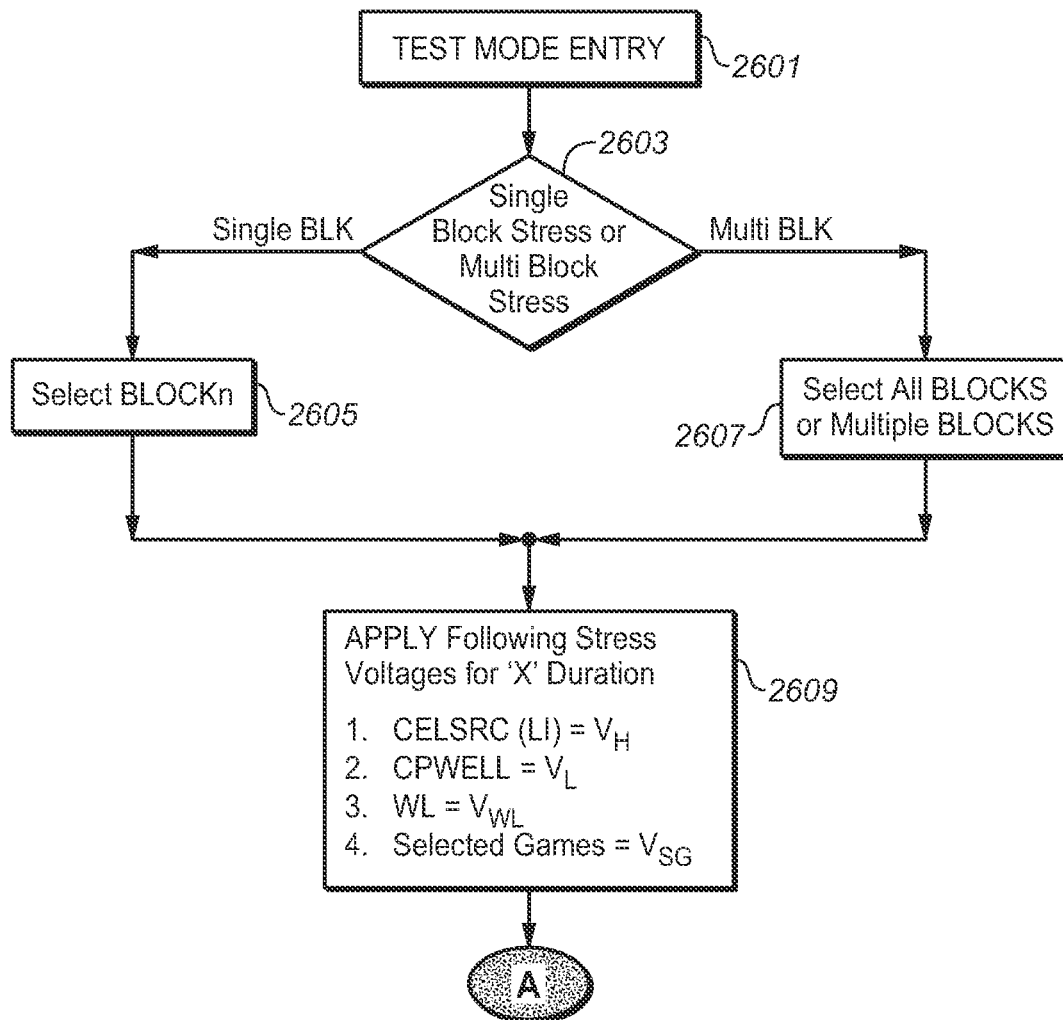 TEST MODE ENTRY
2601
2603
Single
Block Stress or
Multi Block
Stress
Single BLK
Multi BLK
Select BLOCKn
2605
Select All BLOCKS
or Multiple BLOCKS
2607
APPLY Following Stress
Voltages for 'X' Duration
1. CELSRC (LI) = V_H
2. CPWELL = V_L
3. WL = V_WL
4. Selected Games = V_SG
2609
A